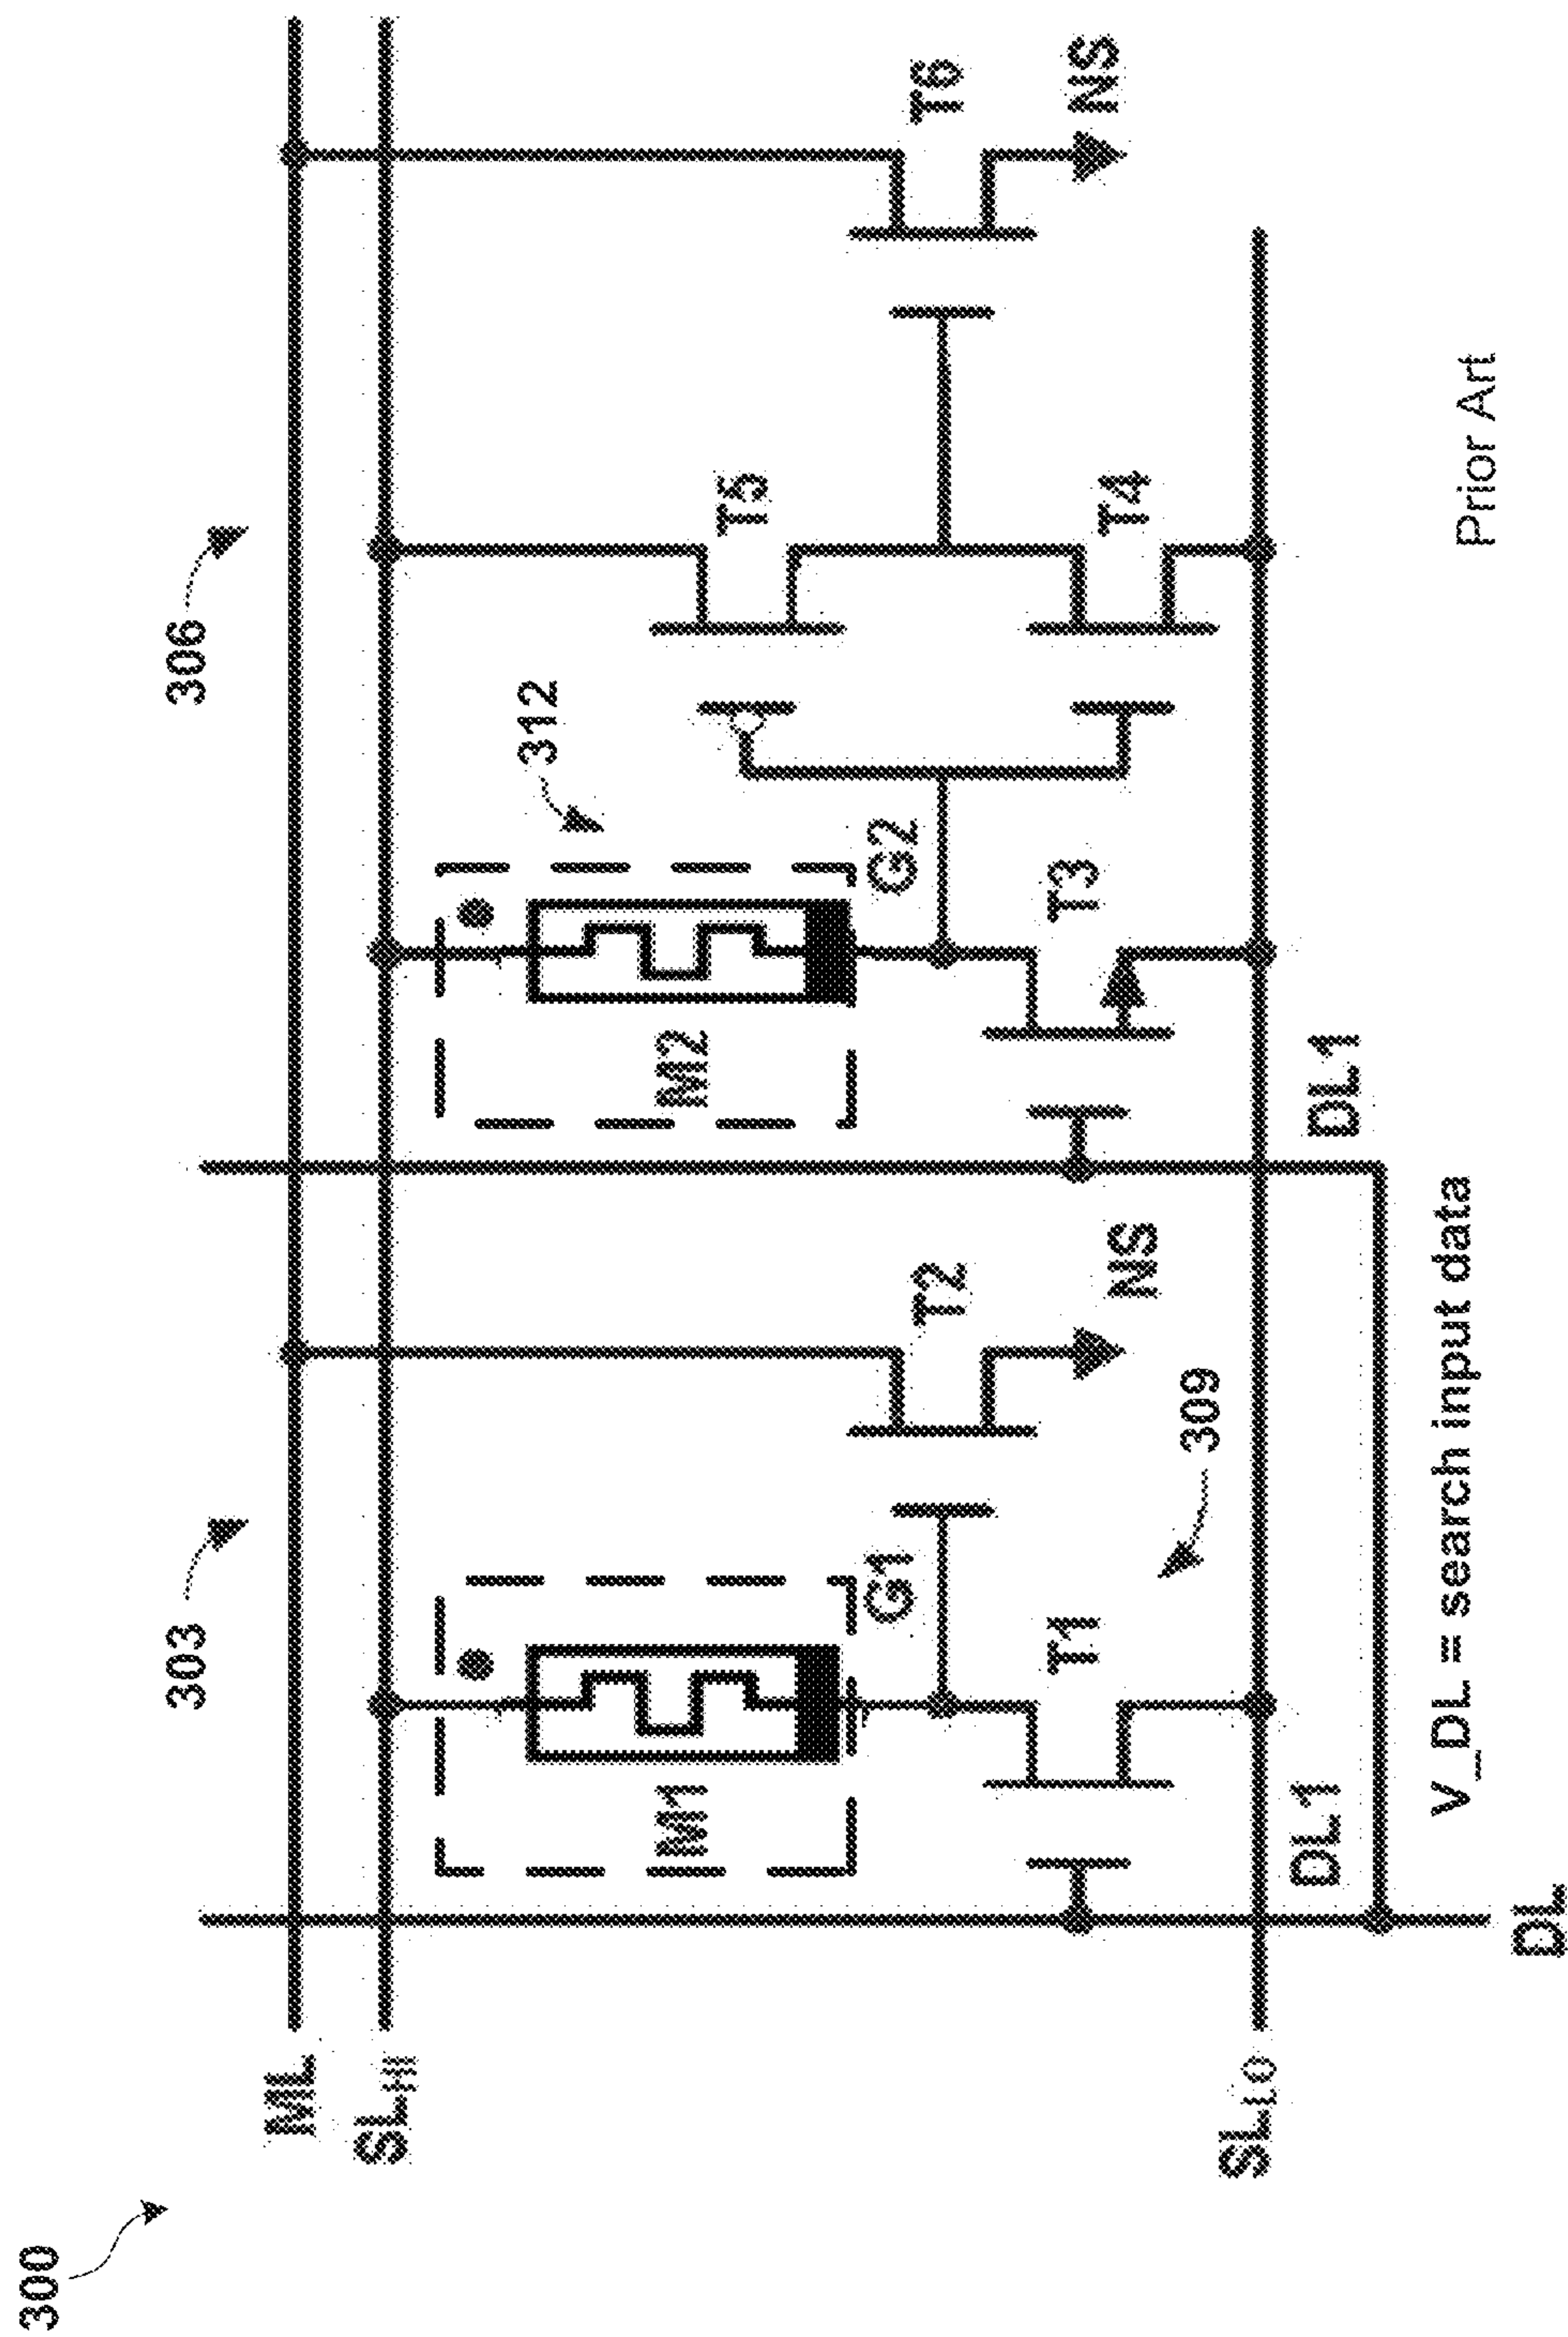 300
303
306
ML
SLHI
M1
G1
T2
M2
312
G2
T5
T6
T1
309
NS
T3
T4
NS
SLLO
DL1
DL1
V_DL = search input data
DL
Prior Art